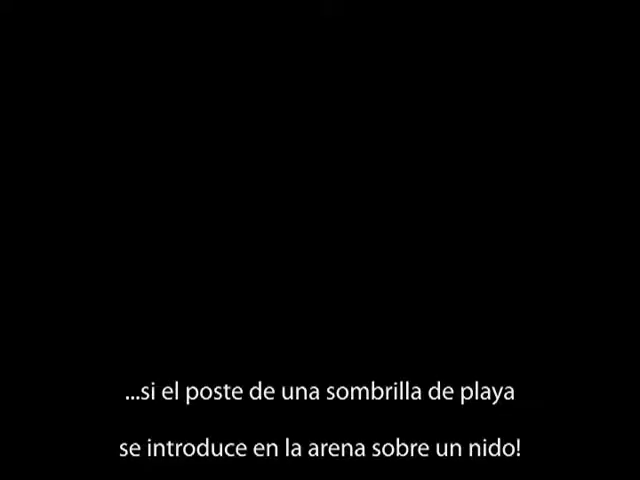 ...si el poste de una sombrilla de playa
se introduce en la arena sobre un nido!